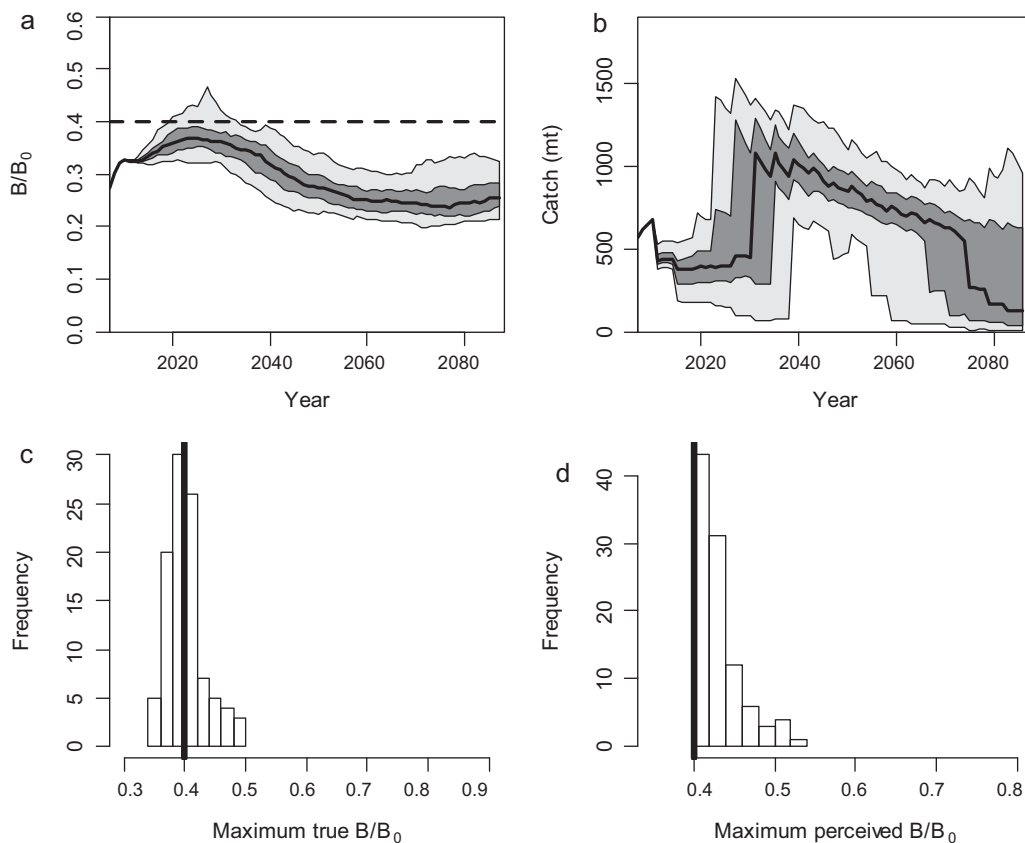 a
B/B0
0.0 0.1 0.2 0.3 0.4 0.5 0.6
2020 2040 2060 2080
Year
b
Catch (mt)
0 500 1000 1500
2020 2040 2060 2080
Year
c
Frequency
0 5 10 15 20 25 30
0.3 0.4 0.5 0.6 0.7 0.8 0.9
Maximum true B/B0
d
Frequency
0 10 20 30 40
0.4 0.5 0.6 0.7 0.8
Maximum perceived B/B0